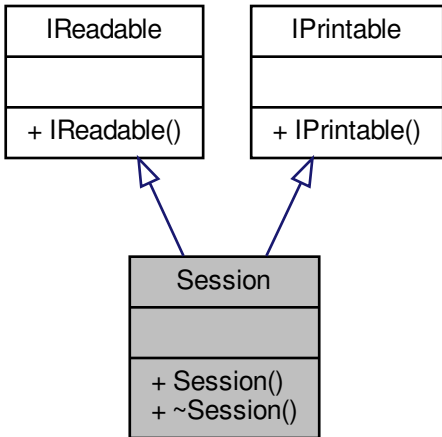 IReadable
+ IReadable()
IPrintable
+ IPrintable()
Session
+ Session()
+ ~Session()